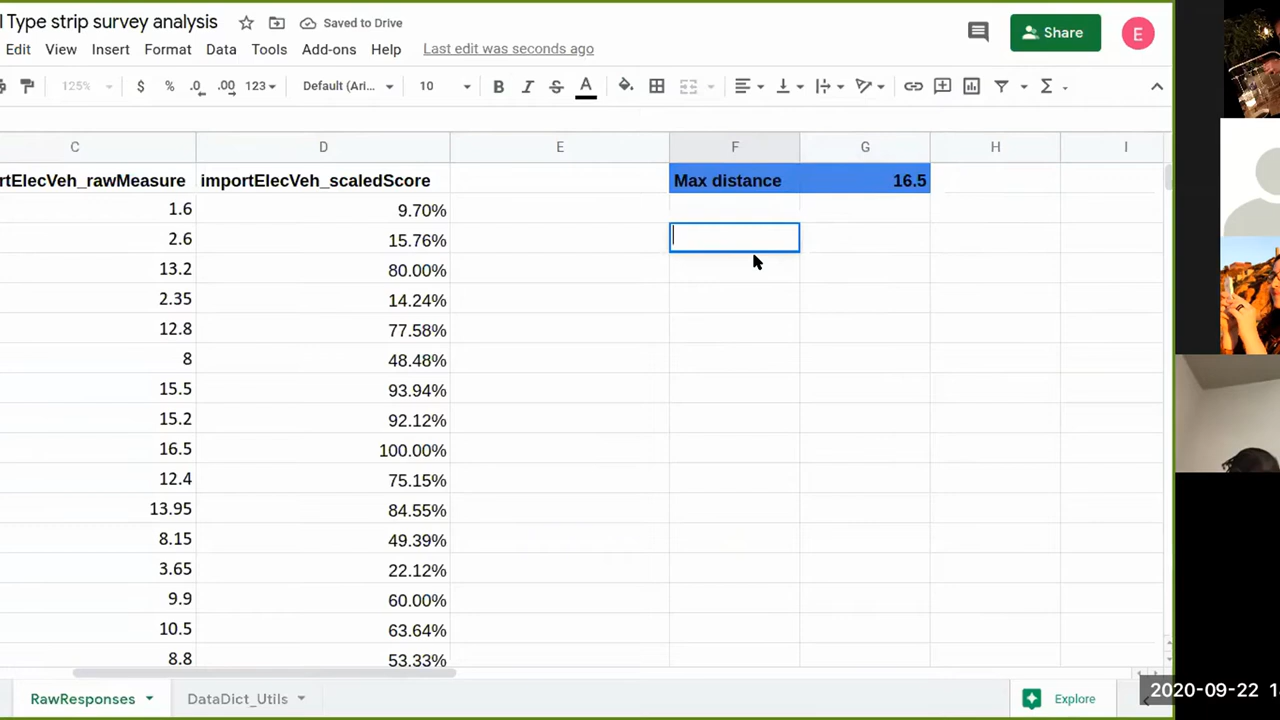 l Type strip survey analysis Saved to Drive
Share E
Edit View Insert Format Data Tools Add-ons Help Last edit was seconds ago
125% $ % .0 .00 123 Default (Ari... 10 B I S A
C D E F G H I
rtElecVeh_rawMeasure importElecVeh_scaledScore Max distance 16.5
1.6 9.70%
2.6 15.76%
13.2 80.00%
2.35 14.24%
12.8 77.58%
8 48.48%
15.5 93.94%
15.2 92.12%
16.5 100.00%
12.4 75.15%
13.95 84.55%
8.15 49.39%
3.65 22.12%
9.9 60.00%
10.5 63.64%
8.8 53.33%
RawResponses DataDict_Utils Explore
2020-09-22 1